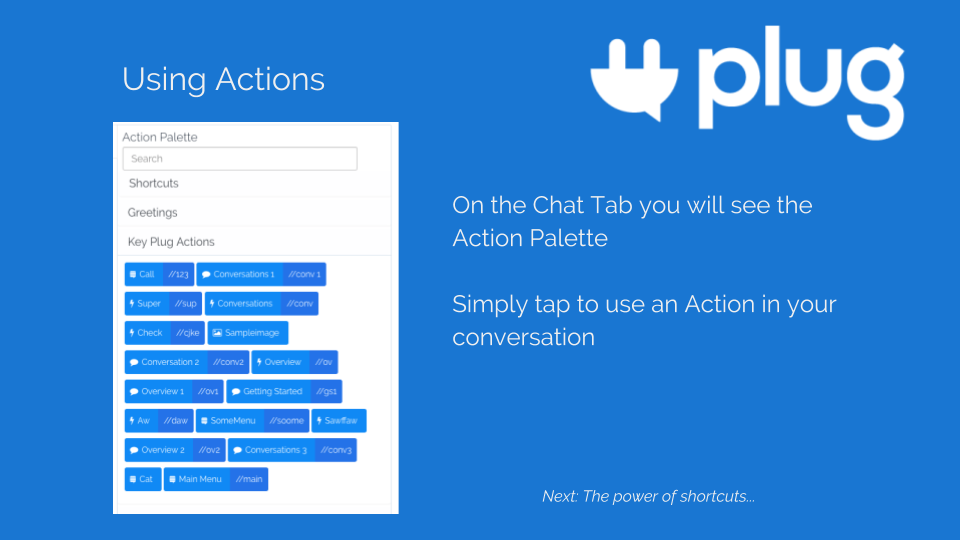 Using Actions
plug
Action Palette
Search
Shortcuts
Greetings
Key Plug Actions
Call //123 Conversations 1 //conv 1
Super //sup Conversations //conv
Check //cjke SampleImage
Conversation 2 //conv2 Overview //ov
Overview 1 //ov1 Getting Started //gs1
Aw //daw SomeMenu //soome Sawffaw
Overview 2 //ov2 Conversations 3 //conv3
Cat Main Menu //main
On the Chat Tab you will see the
Action Palette
Simply tap to use an Action in your
conversation
Next: The power of shortcuts...